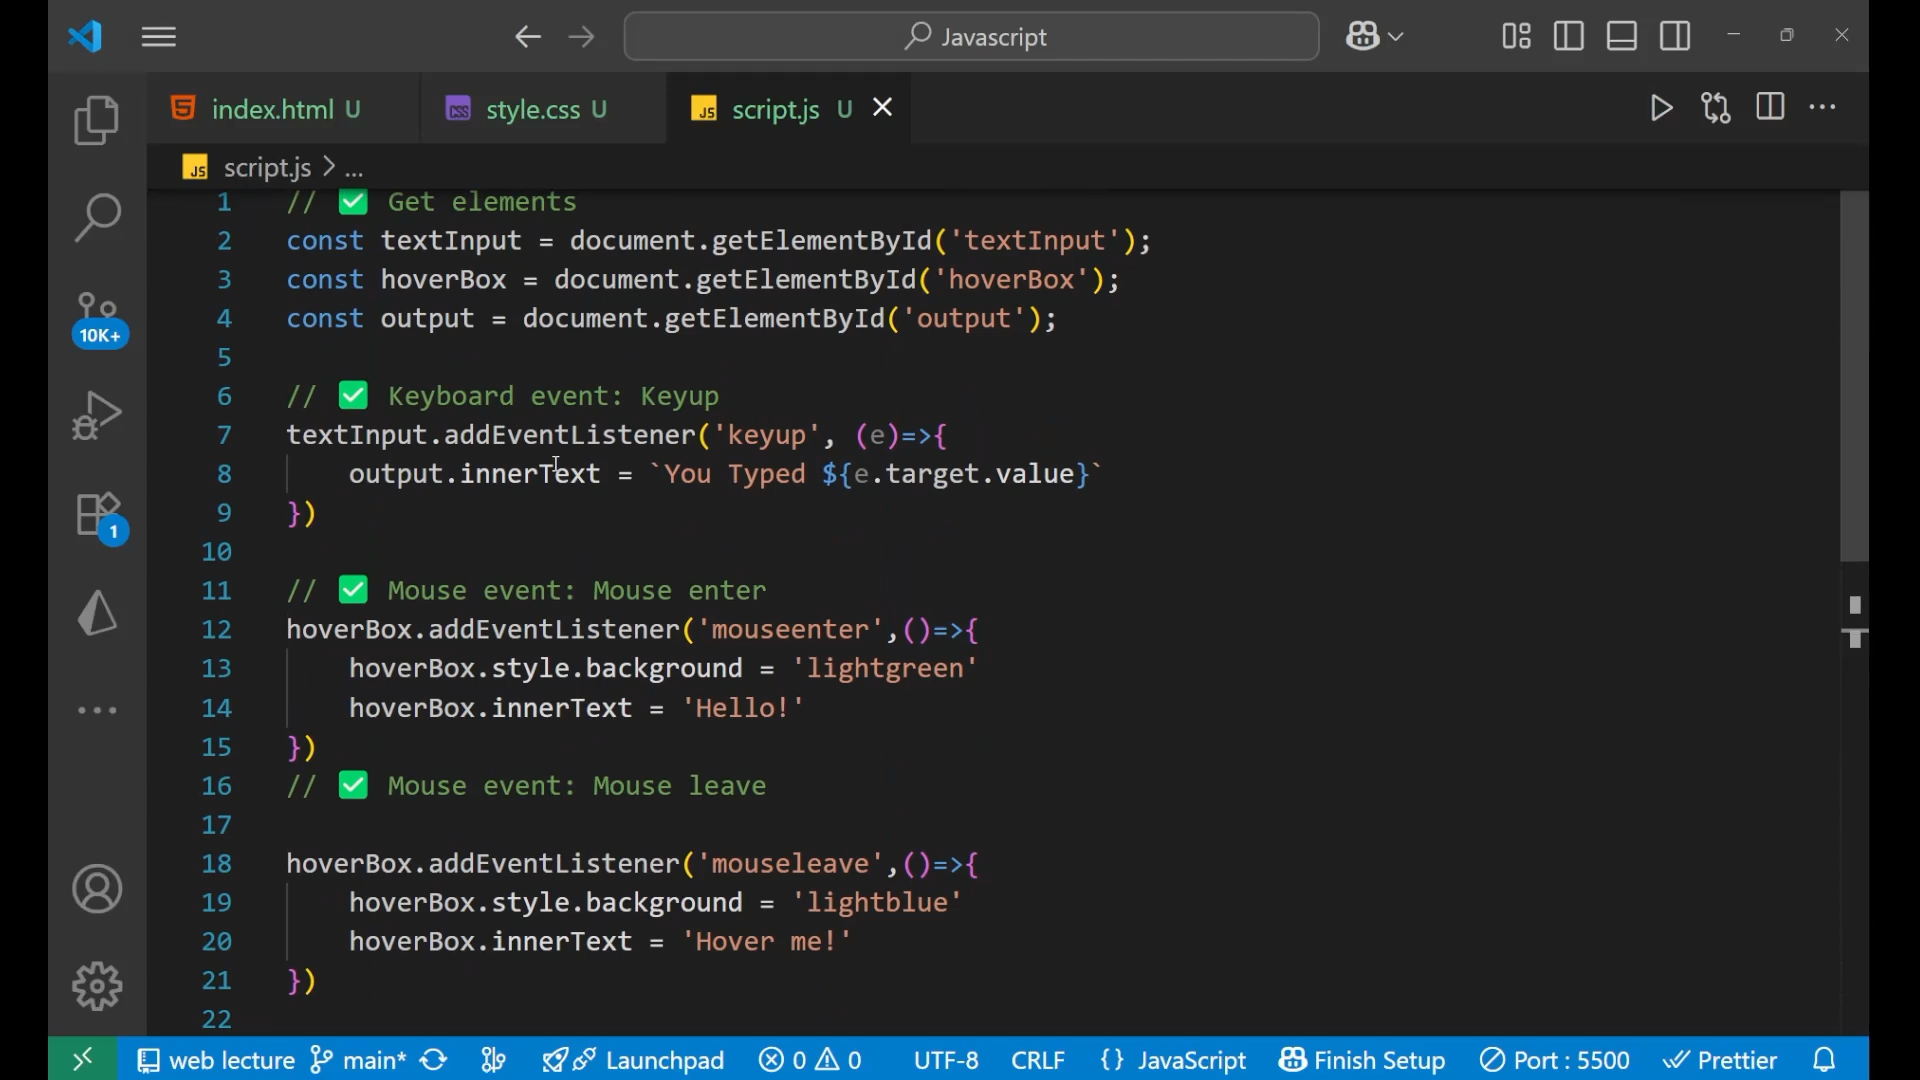 Javascript
index.html U
style.css U
script.js U
script.js > ...
1 // ✅ Get elements
2 const textInput = document.getElementById('textInput');
3 const hoverBox = document.getElementById('hoverBox');
4 const output = document.getElementById('output');
5
6 // ✅ Keyboard event: Keyup
7 textInput.addEventListener('keyup', (e)=>{
8     output.innerText = `You Typed ${e.target.value}`
9 })
10
11 // ✅ Mouse event: Mouse enter
12 hoverBox.addEventListener('mouseenter',()=>{
13     hoverBox.style.background = 'lightgreen'
14     hoverBox.innerText = 'Hello!'
15 })
16 // ✅ Mouse event: Mouse leave
17
18 hoverBox.addEventListener('mouseleave',()=>{
19     hoverBox.style.background = 'lightblue'
20     hoverBox.innerText = 'Hover me!'
21 })
22
10K+
1
web lecture main* Launchpad 0 0 UTF-8 CRLF {} JavaScript Finish Setup Port : 5500 Prettier